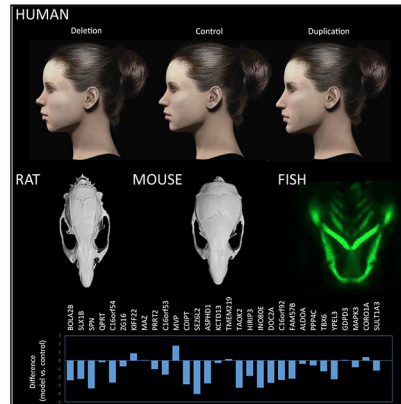 HUMAN
Deletion Control Duplication
RAT MOUSE FISH
BOLA2B
SLX1B
SPN
QPRT
C16orf54
ZG16
KIFF22
MAZ
PRRT2
C16orf53
MVP
CDIPT
SEZ6L2
ASPHD1
KCTD13
TMEM219
TAOK2
HIRIP3
INO80E
DOC2A
C16orf92
FAM57B
ALDOA
PPP4C
TBX6
YPEL3
GDPD3
MAPK3
CORO1A
SULT1A3
Difference
(model vs. control)